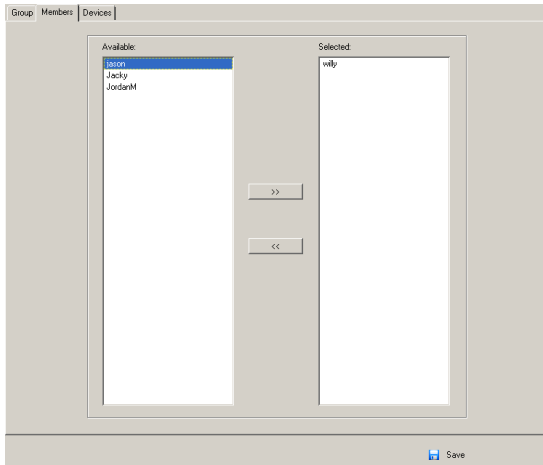 Group Members Devices
Available: Selected:
jason willy
Jacky
JordanM
>>
<<
Save